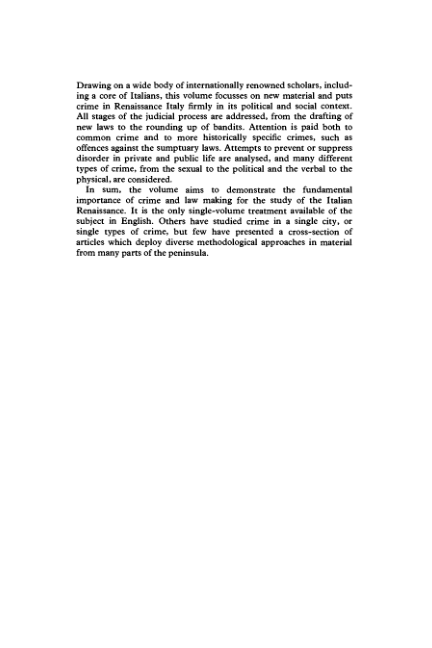 Drawing on a wide body of internationally renowned scholars, includ-
ing a core of Italians, this volume focusses on new material and puts
crime in Renaissance Italy firmly in its political and social context.
All stages of the judicial process are addressed, from the drafting of
new laws to the rounding up of bandits. Attention is paid both to
common crime and to more historically specific crimes, such as
offences against the sumptuary laws. Attempts to prevent or suppress
disorder in private and public life are analysed, and many different
types of crime, from the sexual to the political and the verbal to the
physical, are considered.
In sum, the volume aims to demonstrate the fundamental
importance of crime and law making for the study of the Italian
Renaissance. It is the only single-volume treatment available of the
subject in English. Others have studied crime in a single city, or
single types of crime, but few have presented a cross-section of
articles which deploy diverse methodological approaches in material
from many parts of the peninsula.